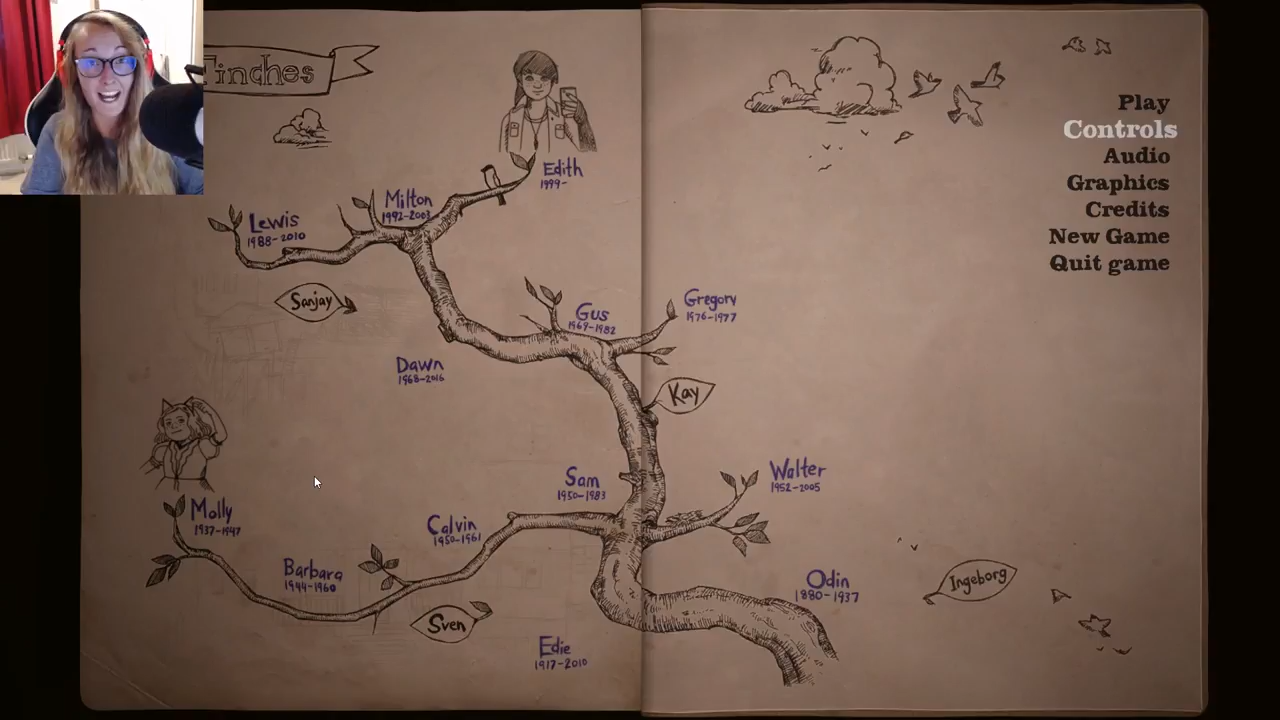 Finches
Edith
1999-
Milton
1992-2003
Lewis
1988-2010
Sanjay
Gus
1969-1982
Gregory
1976-1977
Dawn
1968-2016
Kay
Sam
1950-1983
Walter
1952-2005
Molly
1937-1947
Calvin
1950-1961
Barbara
1944-1960
Sven
Odin
1880-1937
Ingeborg
Edie
1917-2010
Play
Controls
Audio
Graphics
Credits
New Game
Quit game